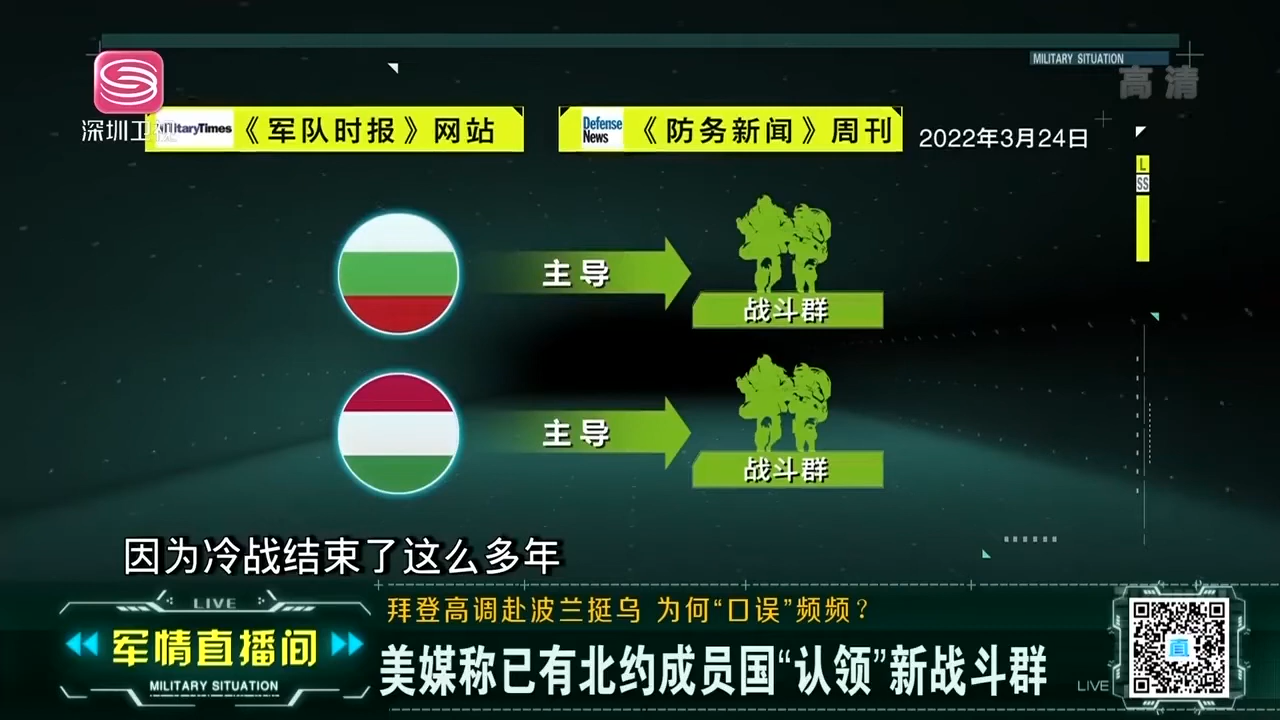 MILITARY SITUATION
高清
深圳卫视
MilitaryTimes
《军队时报》网站
Defense
News
《防务新闻》周刊
2022年3月24日
L
SS
主导
战斗群
主导
战斗群
因为冷战结束了这么多年
LIVE
军情直播间
MILITARY SITUATION
拜登高调赴波兰挺乌 为何“口误”频频？
美媒称已有北约成员国“认领”新战斗群
LIVE
直